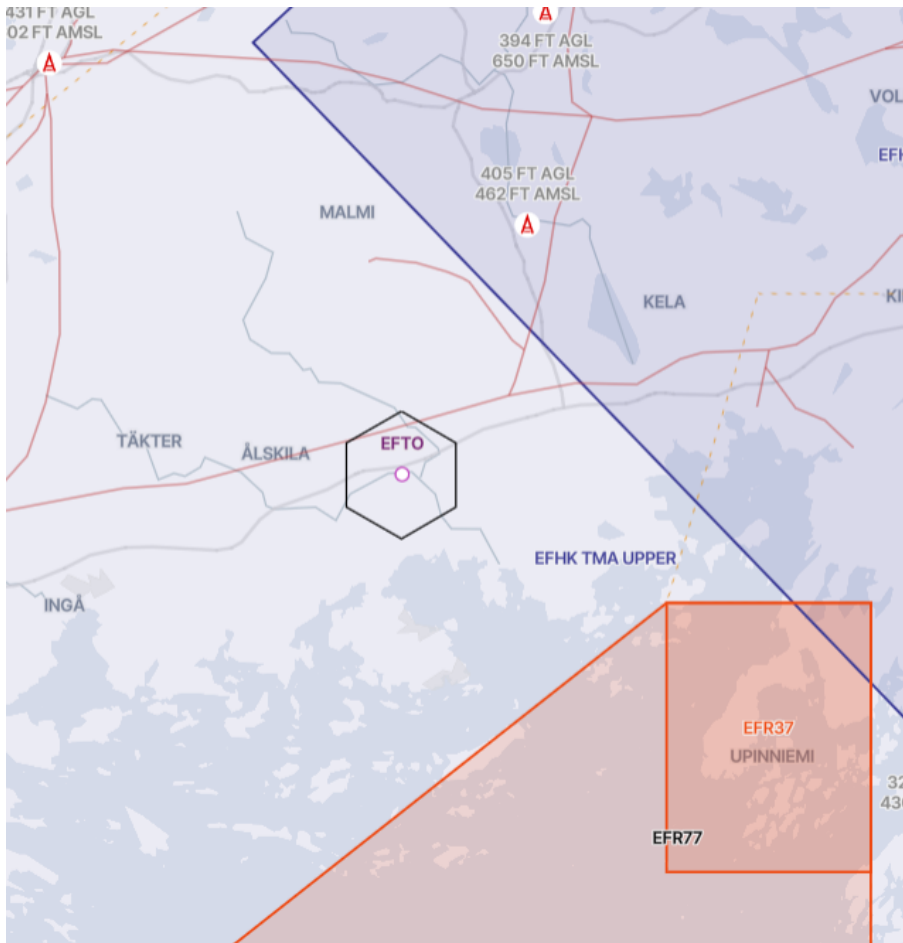 431 FT AGL
02 FT AMSL
394 FT AGL
650 FT AMSL
VOL
EFH
405 FT AGL
462 FT AMSL
MALMI
KELA
KI
TÄKTER
ÅLSKILA
EFTO
EFHK TMA UPPER
INGÅ
EFR37
UPINNIEMI
32
430
EFR77